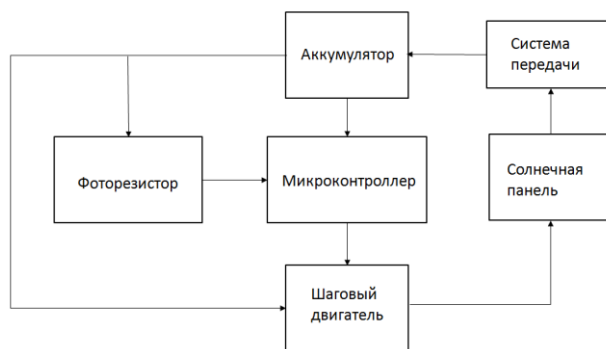 Аккумулятор
Система
передачи
Фоторезистор
Микроконтроллер
Солнечная
панель
Шаговый
двигатель